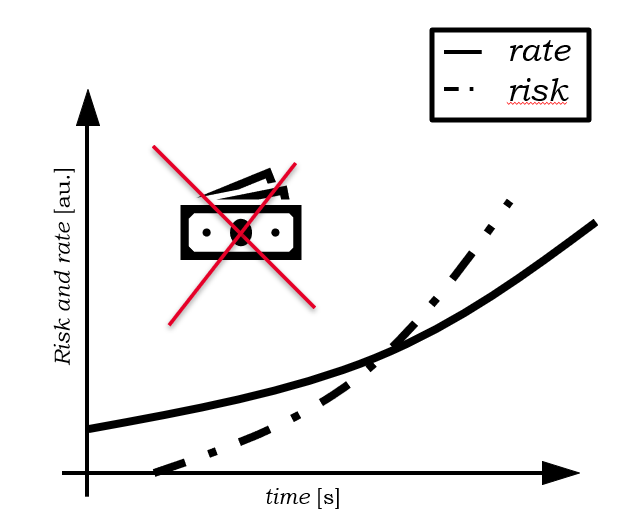 rate
risk
Risk and rate [au.]
time [s]